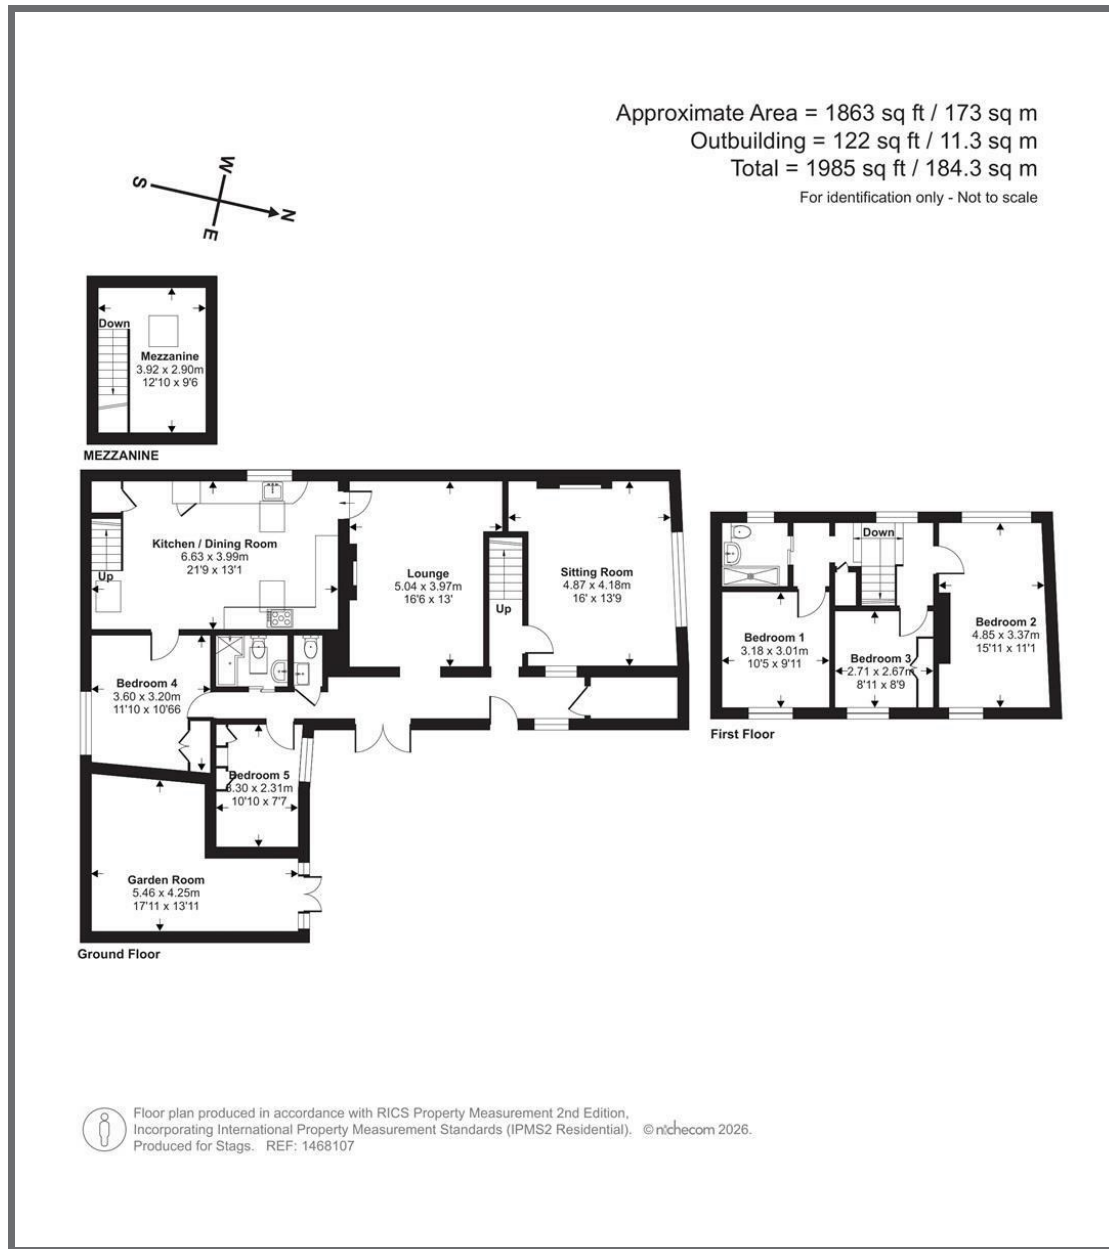 Approximate Area = 1863 sq ft / 173 sq m
Outbuilding = 122 sq ft / 11.3 sq m
Total = 1985 sq ft / 184.3 sq m
For identification only - Not to scale
W
S
N
E
Down
Mezzanine
3.92 x 2.90m
12'10 x 9'6
MEZZANINE
Kitchen / Dining Room
6.63 x 3.99m
21'9 x 13'1
Up
Lounge
5.04 x 3.97m
16'6 x 13'
Up
Sitting Room
4.87 x 4.18m
16' x 13'9
Bedroom 4
3.60 x 3.20m
11'10 x 10'66
Bedroom 5
3.30 x 2.31m
10'10 x 7'7
Garden Room
5.46 x 4.25m
17'11 x 13'11
Ground Floor
Down
Bedroom 1
3.18 x 3.01m
10'5 x 9'11
Bedroom 3
2.71 x 2.67m
8'11 x 8'9
Bedroom 2
4.85 x 3.37m
15'11 x 11'1
First Floor
Floor plan produced in accordance with RICS Property Measurement 2nd Edition,
Incorporating International Property Measurement Standards (IPMS2 Residential). © nichecom 2026.
Produced for Stags. REF: 1468107